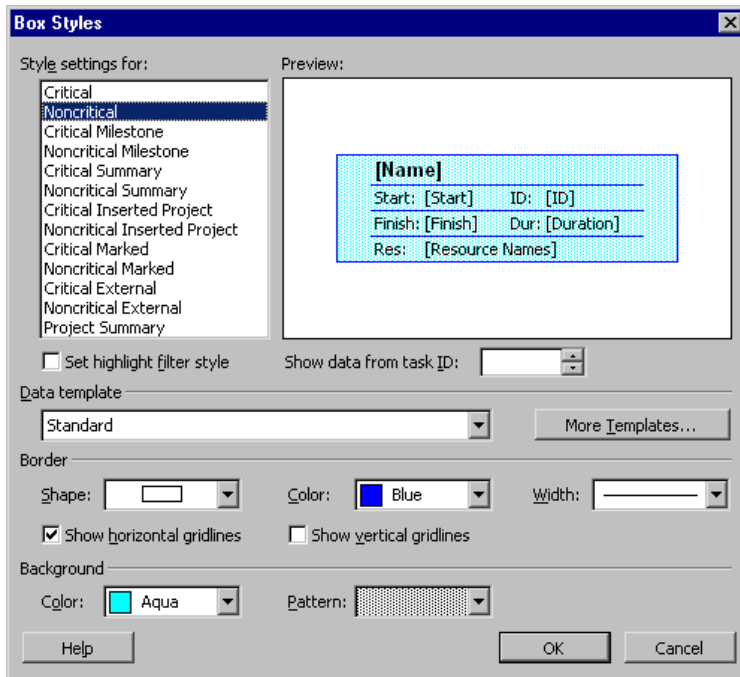 Box Styles
Style settings for:
Preview:
Critical
Noncritical
Critical Milestone
Noncritical Milestone
Critical Summary
Noncritical Summary
Critical Inserted Project
Noncritical Inserted Project
Critical Marked
Noncritical Marked
Critical External
Noncritical External
Project Summary
[Name]
Start: [Start] ID: [ID]
Finish: [Finish] Dur: [Duration]
Res: [Resource Names]
Set highlight filter style
Show data from task ID:
Data template
Standard
More Templates...
Border
Shape:
Color: Blue
Width:
Show horizontal gridlines
Show vertical gridlines
Background
Color: Aqua
Pattern:
Help
OK
Cancel